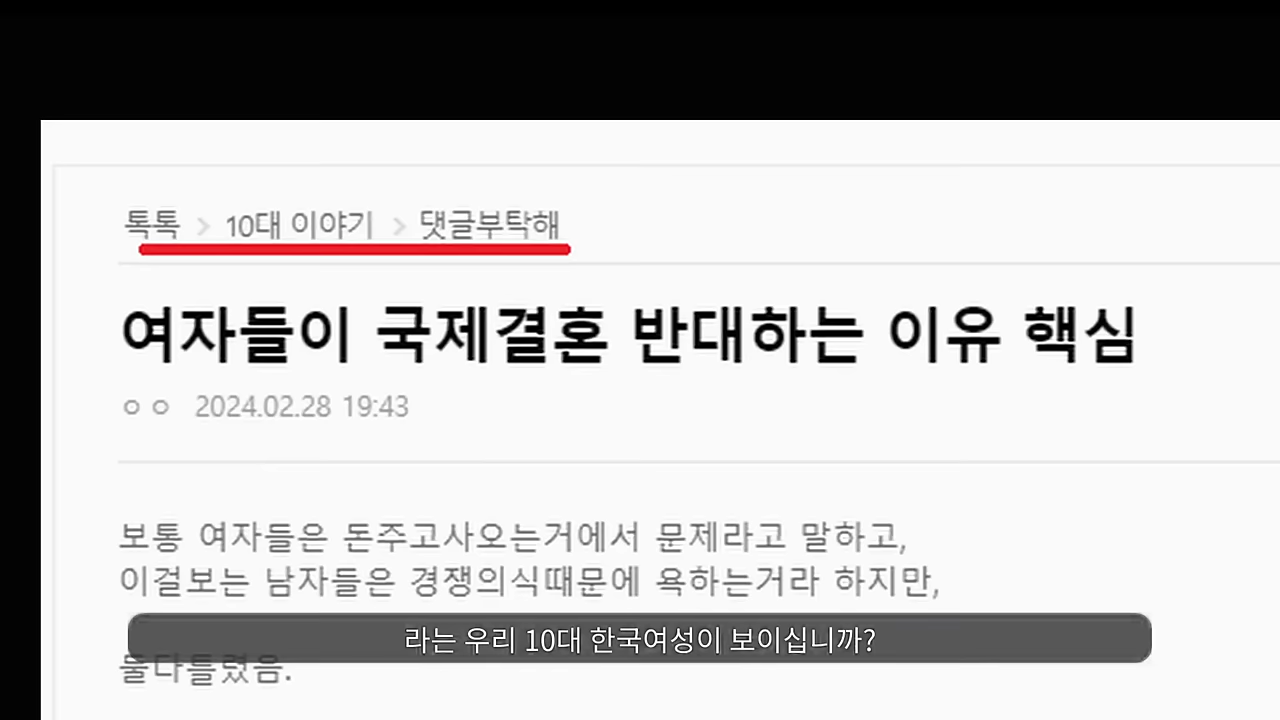 톡톡 > 10대 이야기 > 댓글부탁해
여자들이 국제결혼 반대하는 이유 핵심
ㅇㅇ 2024.02.28 19:43
보통 여자들은 돈주고사오는거에서 문제라고 말하고,
이걸보는 남자들은 경쟁의식때문에 욕하는거라 하지만,
라는 우리 10대 한국여성이 보이십니까?
둘다틀렸음.